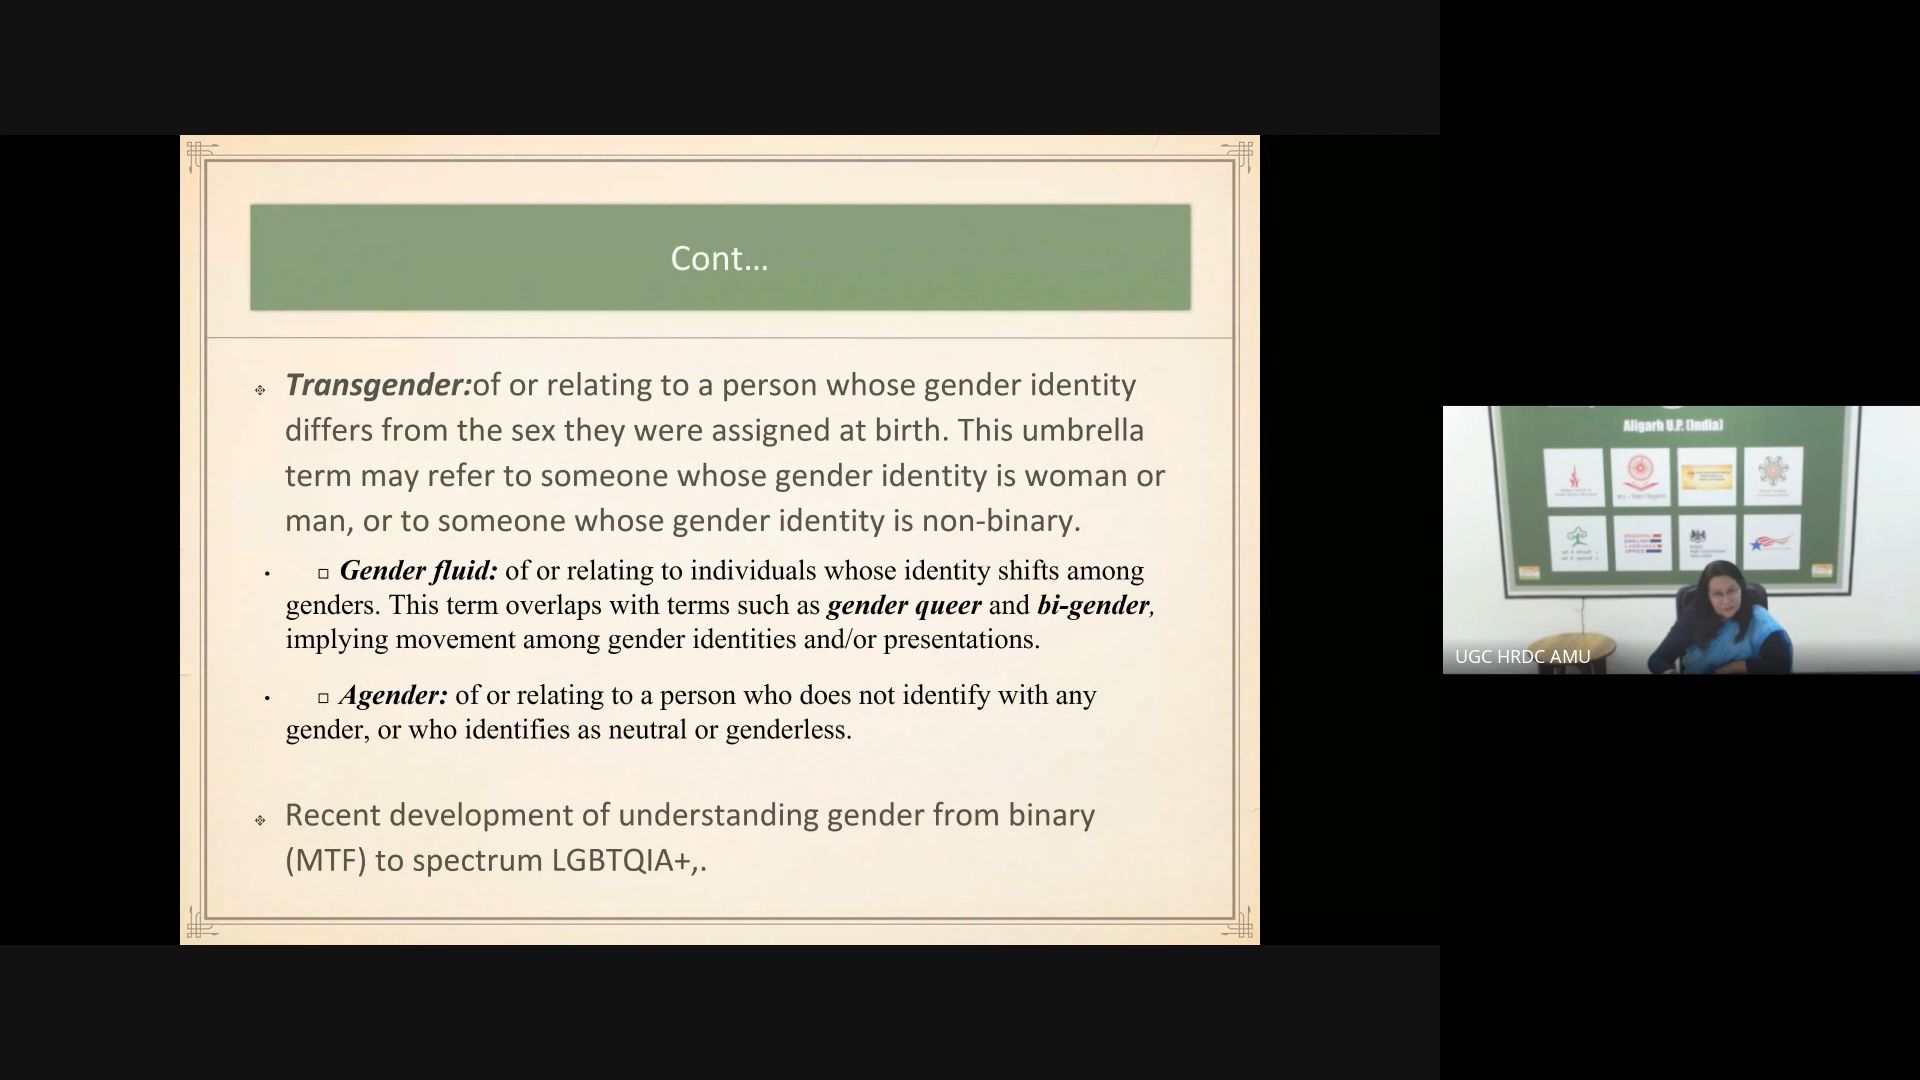 Cont...
Transgender:of or relating to a person whose gender identity
differs from the sex they were assigned at birth. This umbrella
term may refer to someone whose gender identity is woman or
man, or to someone whose gender identity is non-binary.
Gender fluid: of or relating to individuals whose identity shifts among
genders. This term overlaps with terms such as gender queer and bi-gender,
implying movement among gender identities and/or presentations.
Agender: of or relating to a person who does not identify with any
gender, or who identifies as neutral or genderless.
Recent development of understanding gender from binary
(MTF) to spectrum LGBTQIA+,.
Aligarh U.P. (India)
REGIONAL
ENGLISH
LANGUAGE
OFFICE
UGC HRDC AMU